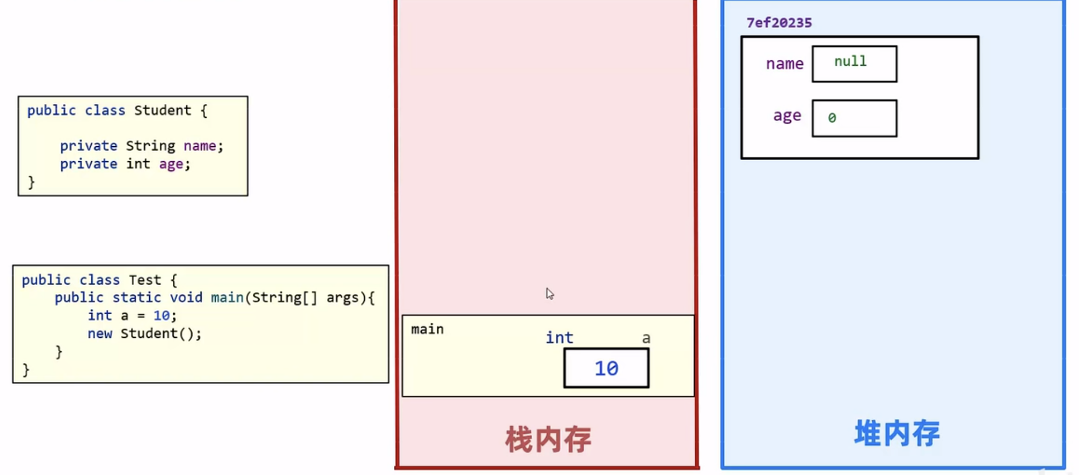 public class Student {
private String name;
private int age;
}
public class Test {
public static void main(String[] args){
int a = 10;
new Student();
}
}
main
int a
10
栈内存
7ef20235
name null
age 0
堆内存